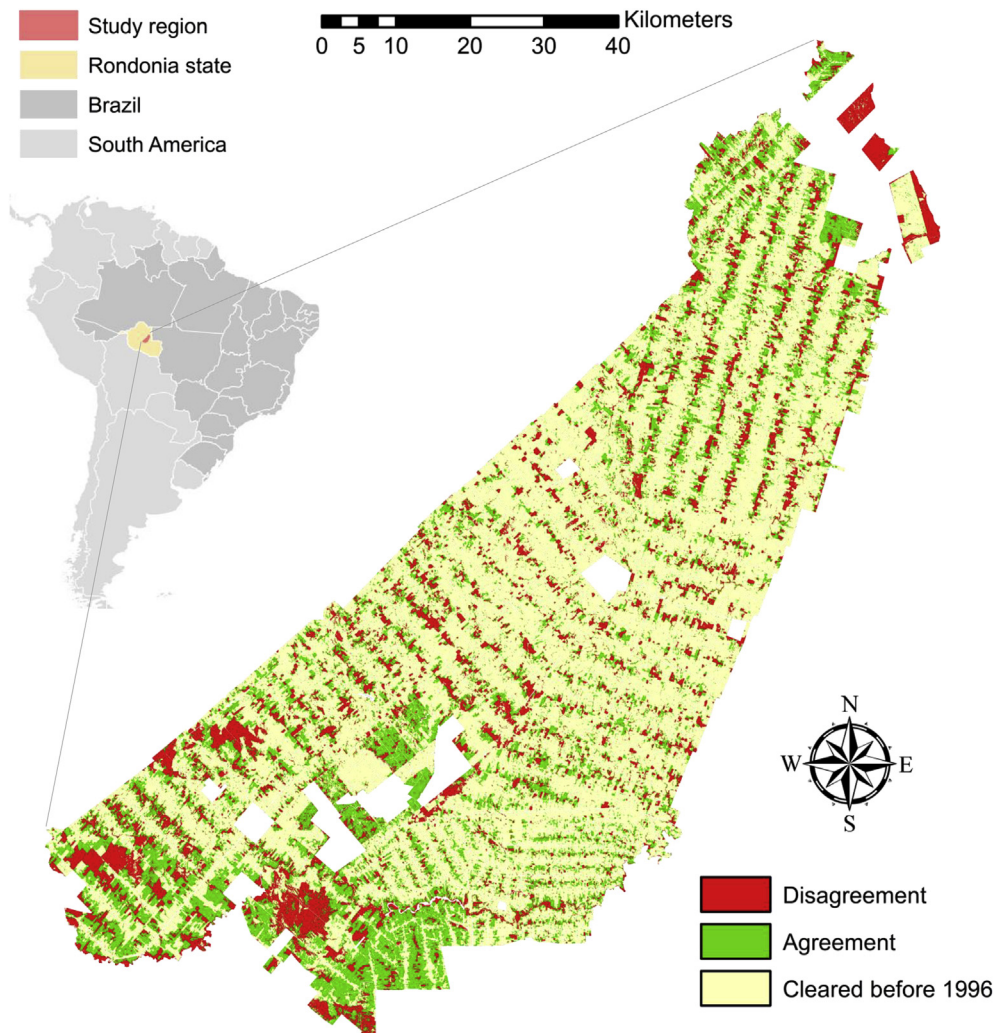 Study region
Rondonia state
Brazil
South America
Kilometers
0 5 10 20 30 40
N
W E
S
Disagreement
Agreement
Cleared before 1996